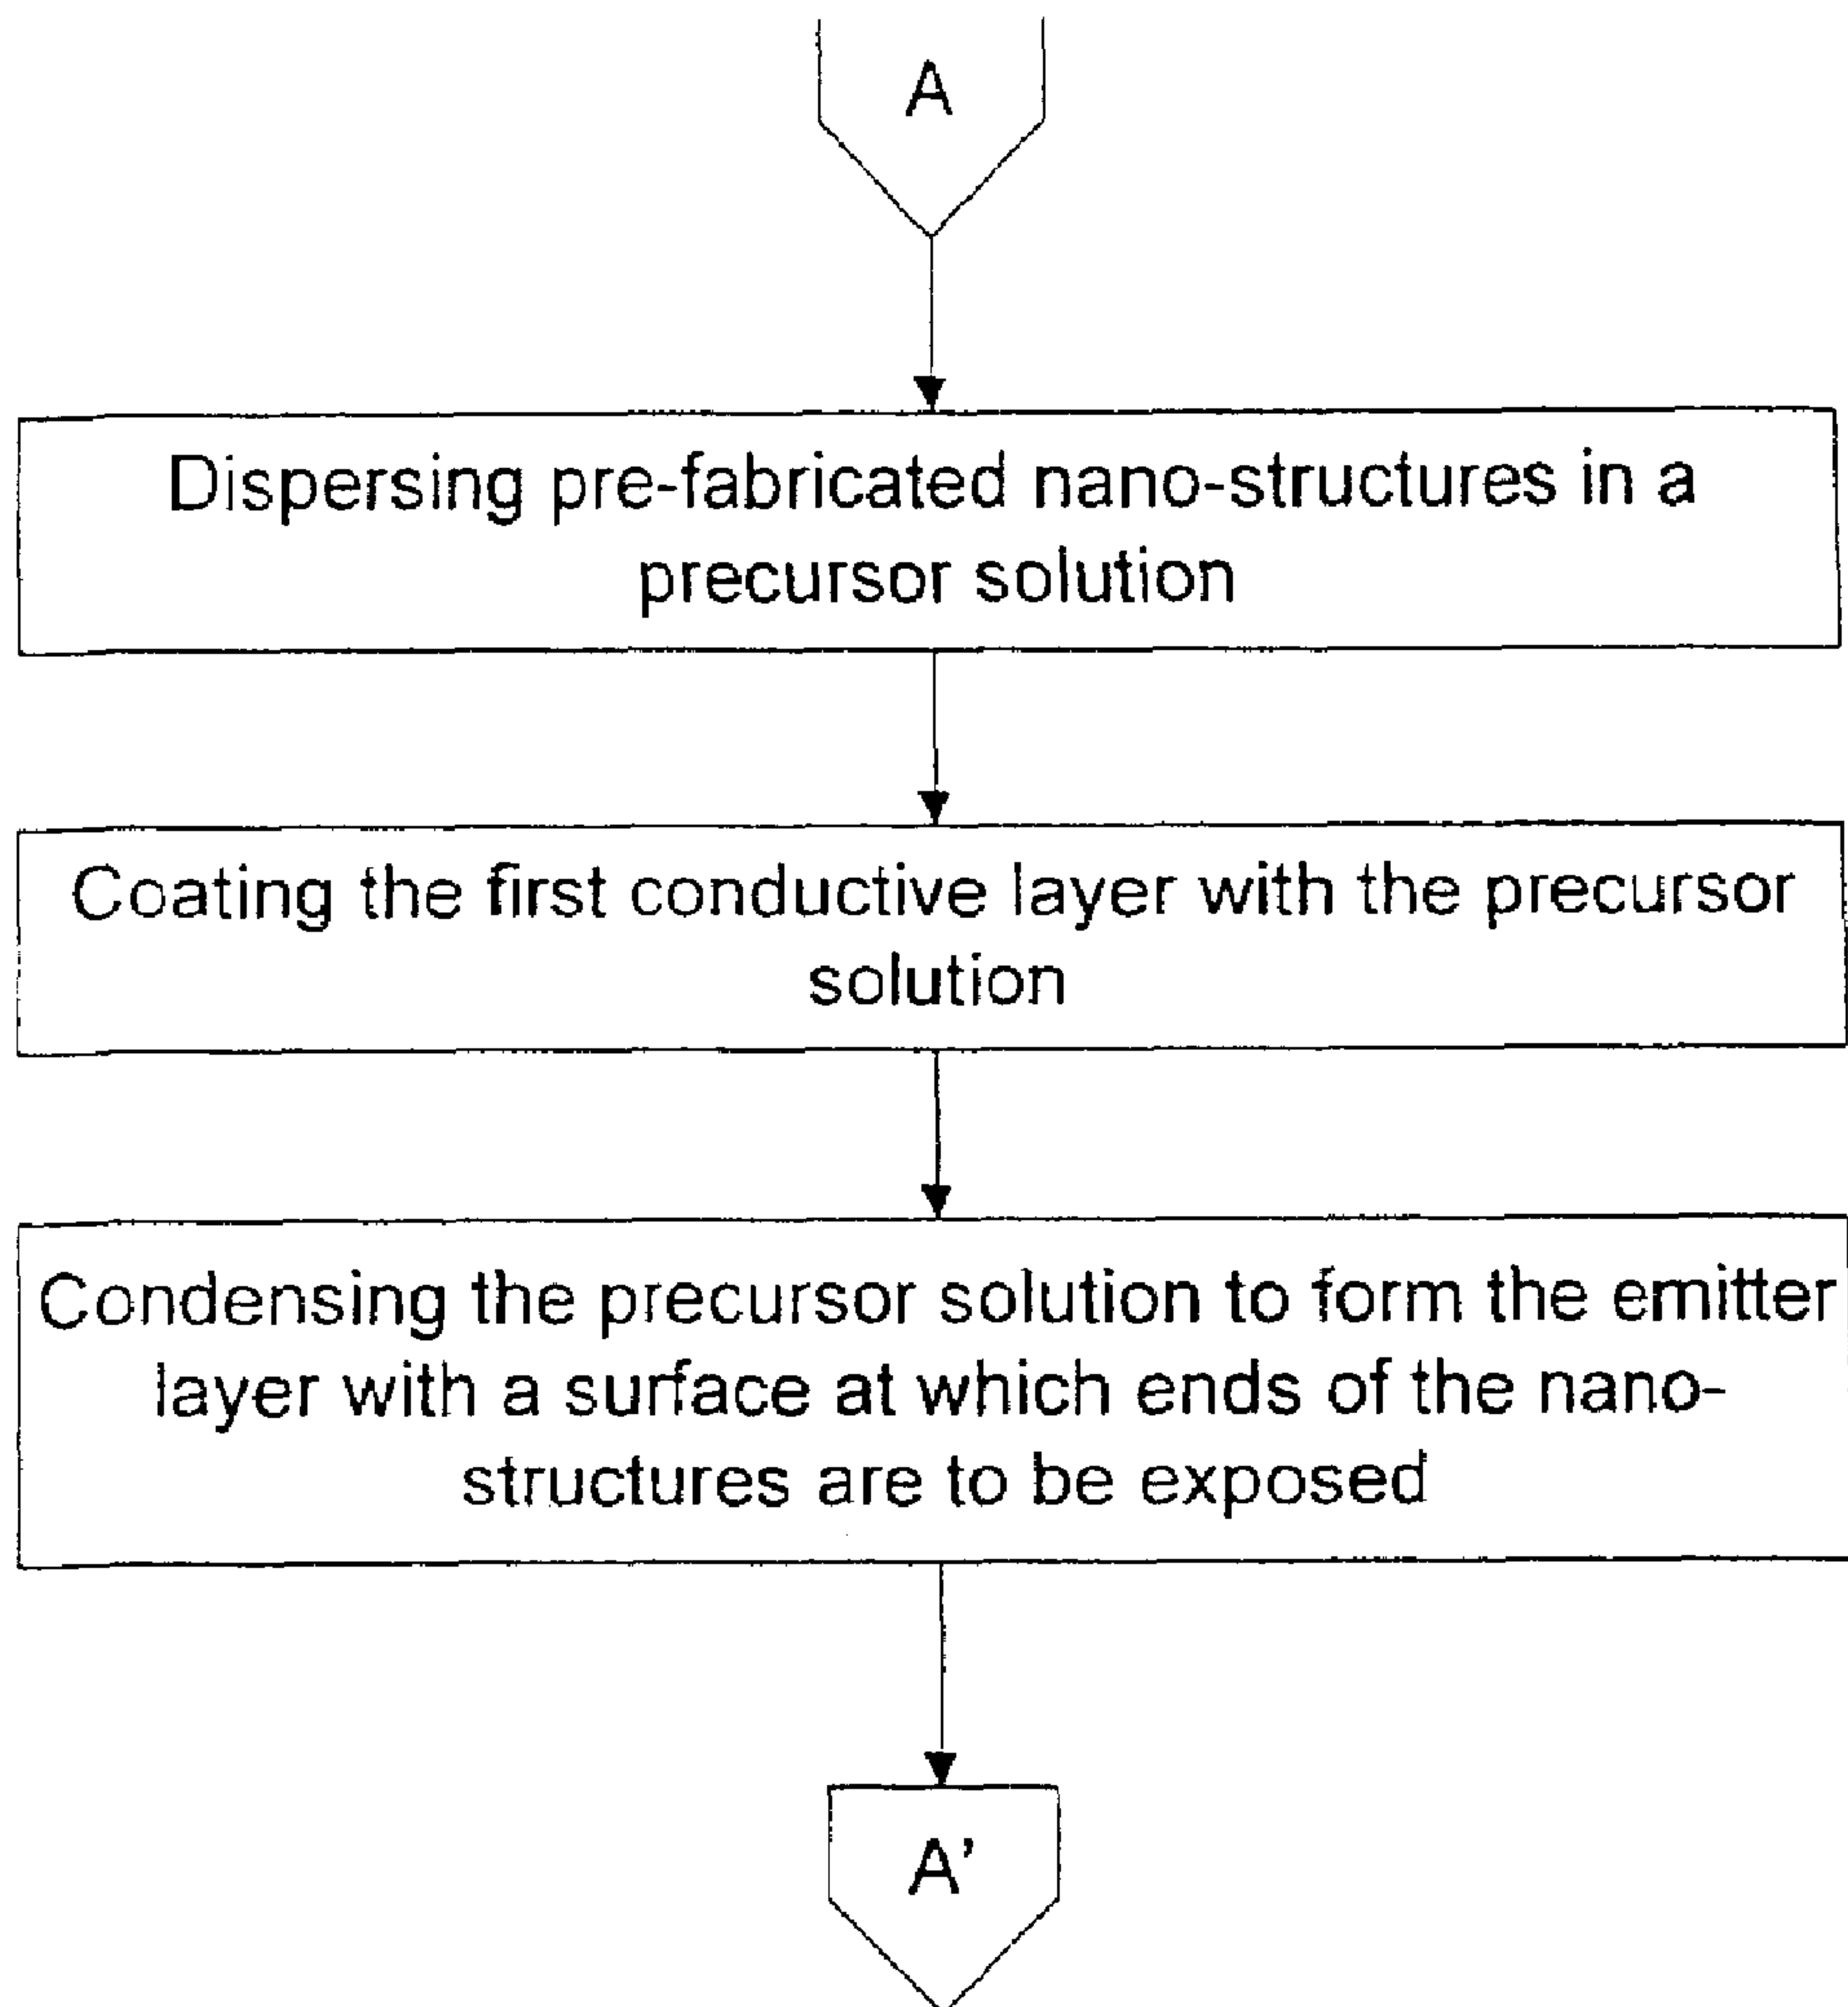 A
Dispersing pre-fabricated nano-structures in a
precursor solution
Coating the first conductive layer with the precursor
solution
Condensing the precursor solution to form the emitter
layer with a surface at which ends of the nano-
structures are to be exposed
A'